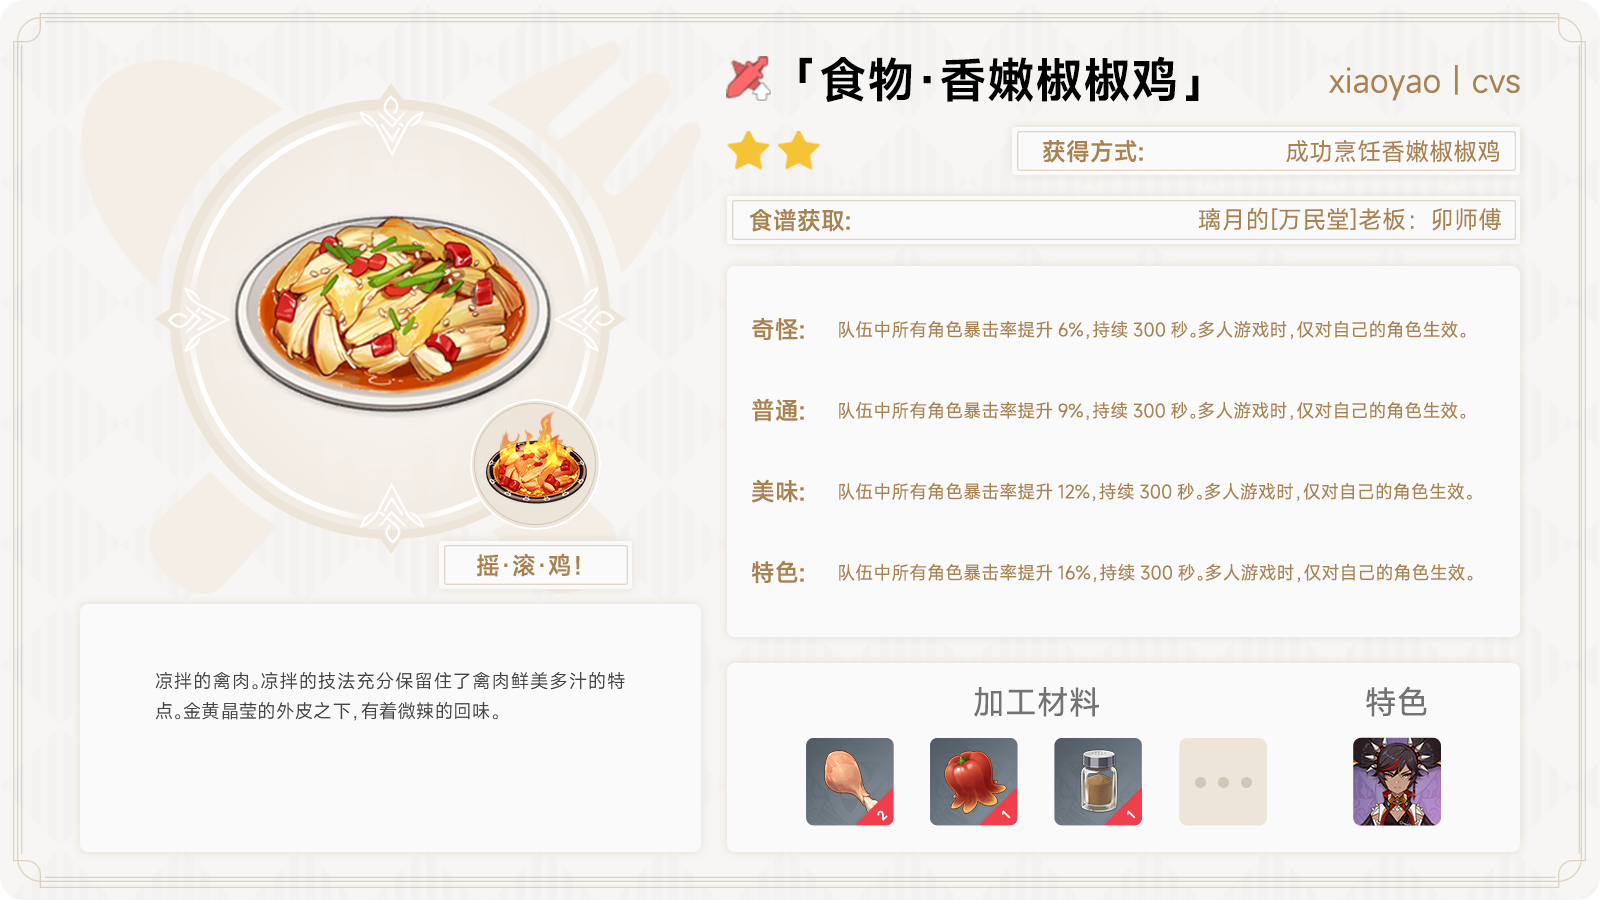 「食物·香嫩椒椒鸡」
xiaoyao | cvs
获得方式: 成功烹饪香嫩椒椒鸡
食谱获取: 璃月的[万民堂]老板：卯师傅
奇怪: 队伍中所有角色暴击率提升 6%,持续 300 秒。多人游戏时,仅对自己的角色生效。
普通: 队伍中所有角色暴击率提升 9%,持续 300 秒。多人游戏时,仅对自己的角色生效。
美味: 队伍中所有角色暴击率提升 12%,持续 300 秒。多人游戏时,仅对自己的角色生效。
特色: 队伍中所有角色暴击率提升 16%,持续 300 秒。多人游戏时,仅对自己的角色生效。
摇·滚·鸡!
凉拌的禽肉。凉拌的技法充分保留住了禽肉鲜美多汁的特
点。金黄晶莹的外皮之下,有着微辣的回味。
加工材料
特色
2
1
1